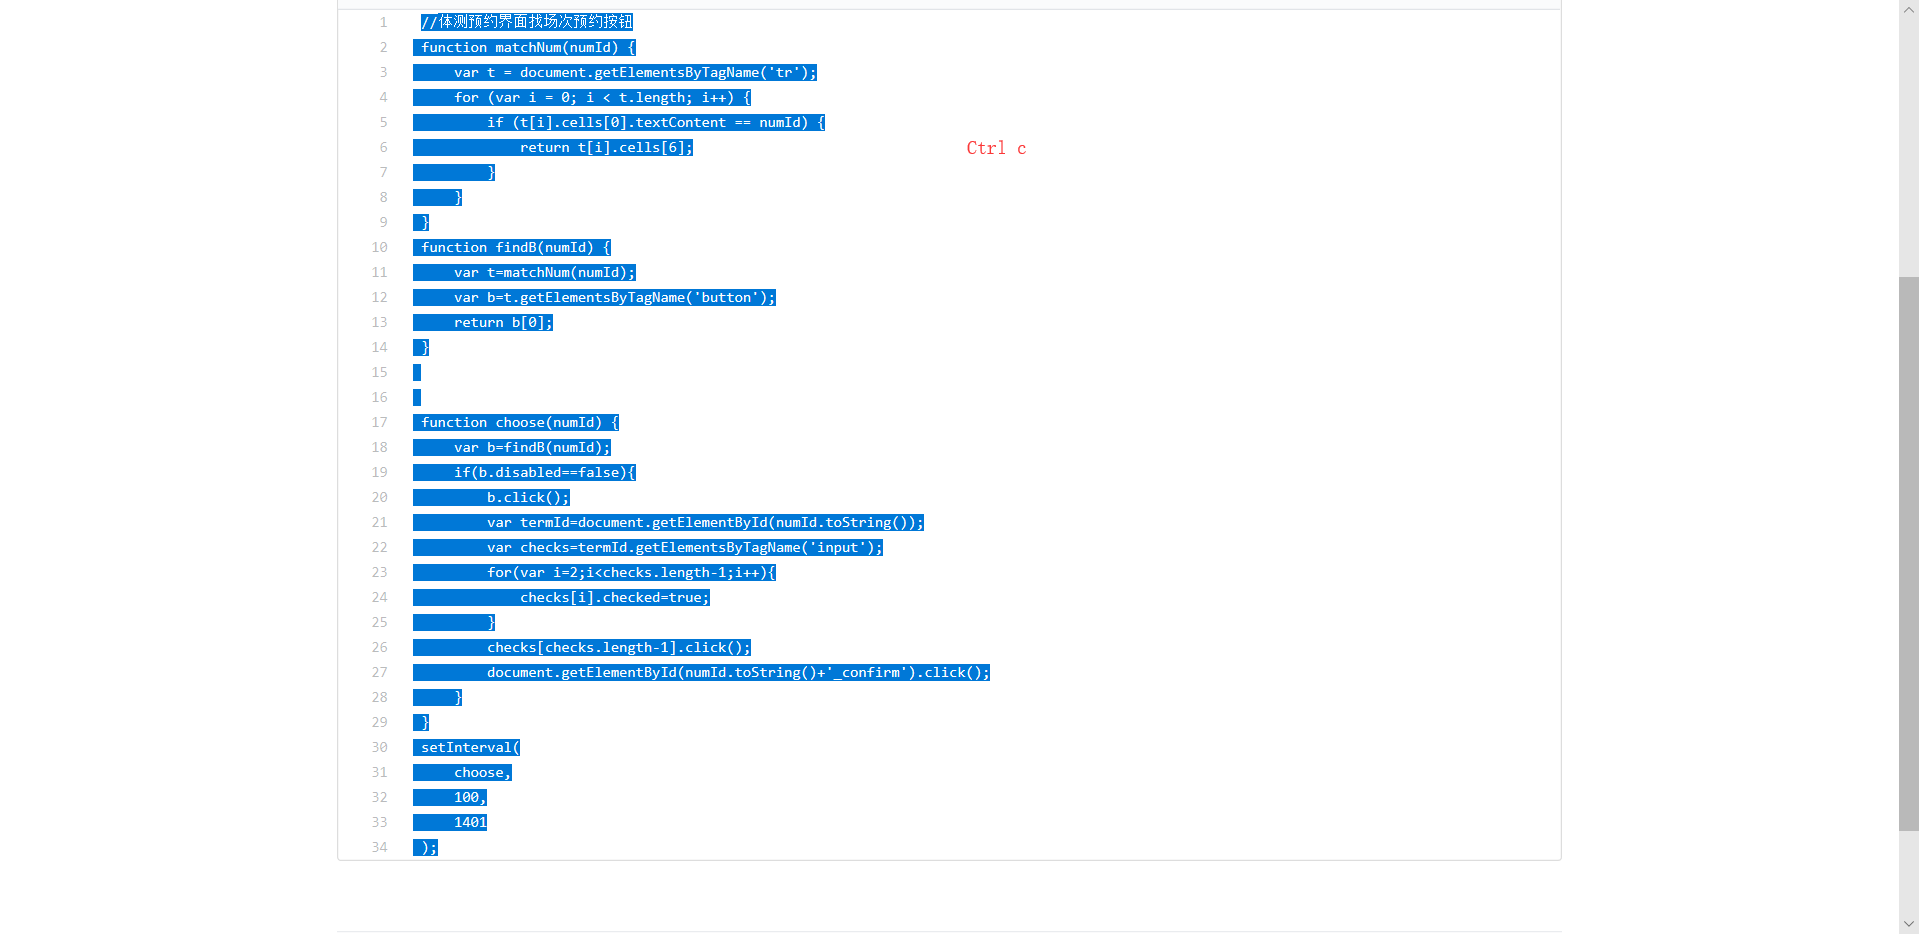 1 //体测预约界面找场次预约按钮
2 function matchNum(numId) {
3 var t = document.getElementsByTagName('tr');
4 for (var i = 0; i < t.length; i++) {
5 if (t[i].cells[0].textContent == numId) {
6 return t[i].cells[6]; Ctrl c
7 }
8 }
9 }
10 function findB(numId) {
11 var t=matchNum(numId);
12 var b=t.getElementsByTagName('button');
13 return b[0];
14 }
15
16
17 function choose(numId) {
18 var b=findB(numId);
19 if(b.disabled==false){
20 b.click();
21 var termId=document.getElementById(numId.toString());
22 var checks=termId.getElementsByTagName('input');
23 for(var i=2;i<checks.length-1;i++){
24 checks[i].checked=true;
25 }
26 checks[checks.length-1].click();
27 document.getElementById(numId.toString()+'_confirm').click();
28 }
29 }
30 setInterval(
31 choose,
32 100,
33 1401
34 );